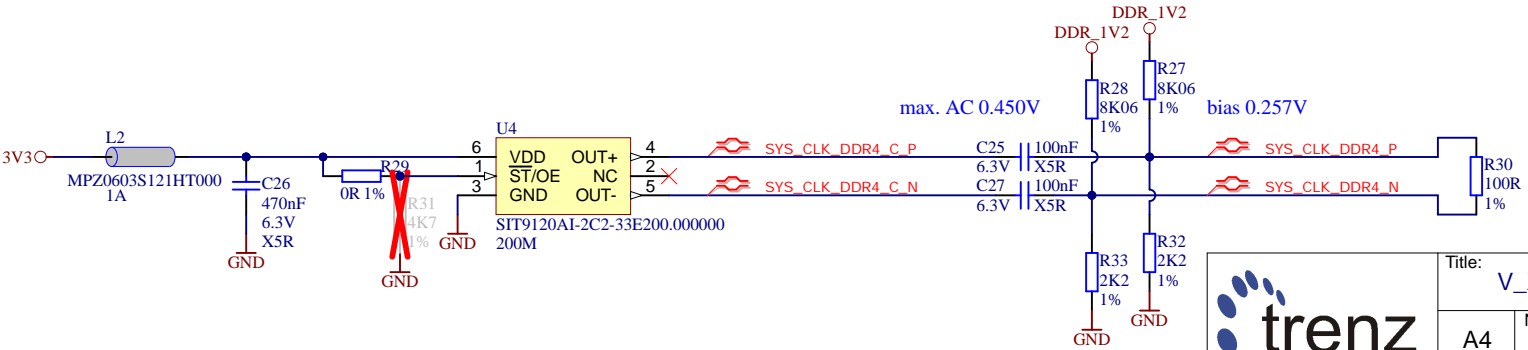 DDR_1V2
DDR_1V2
R27
8K06
1%
R28
8K06
1%
max. AC 0.450V
bias 0.257V
3V3
L2
MPZ0603S121HT000
1A
C26
470nF
6.3V
X5R
GND
R29
0R 1%
R31
4K7
1%
GND
GND
U4
6
1
3
VDD
ST/OE
GND
OUT+
NC
OUT-
4
2
5
SIT9120AI-2C2-33E200.000000
200M
SYS_CLK_DDR4_C_P
SYS_CLK_DDR4_C_N
C25
100nF
6.3V
X5R
C27
100nF
6.3V
X5R
SYS_CLK_DDR4_P
SYS_CLK_DDR4_N
R30
100R
1%
R33
2K2
1%
GND
R32
2K2
1%
GND
trenz
Title:
A4